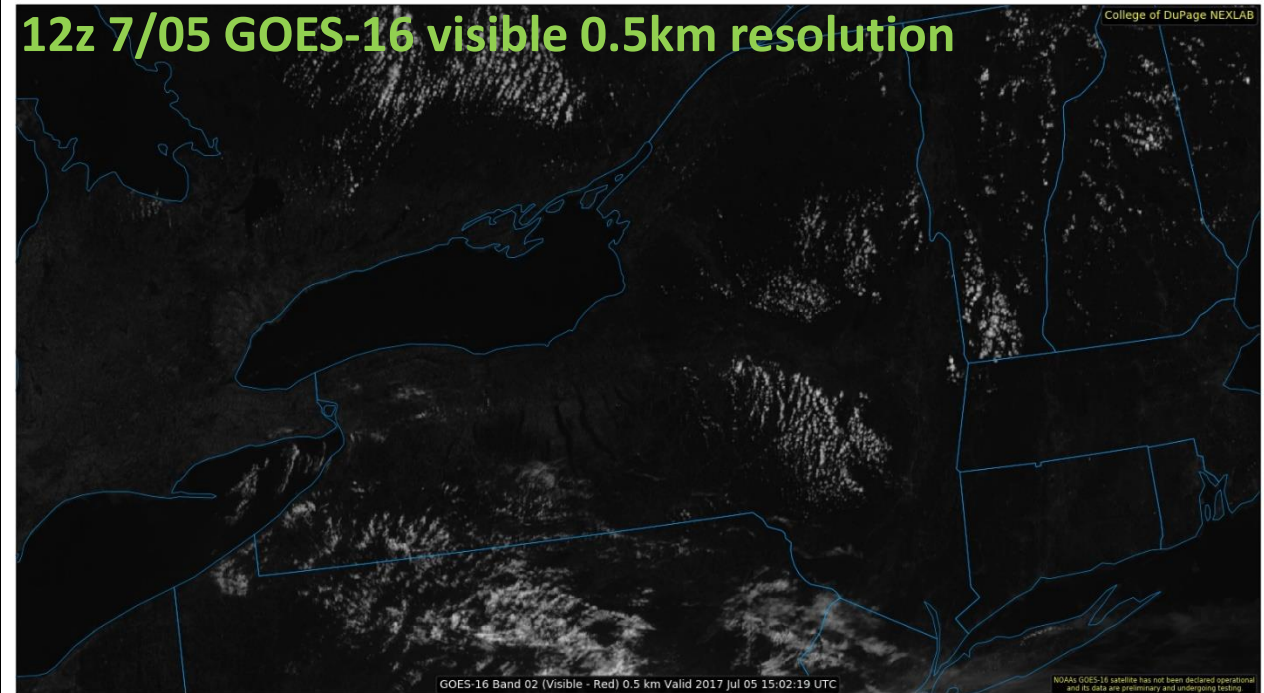 12z 7/05 GOES-16 visible 0.5km resolution
College of DuPage NEXLAB
GOES-16 Band 02 (Visible - Red) 0.5 km Valid 2017 Jul 05 15:02:19 UTC
NOAAs GOES-16 satellite has not been declared operational
and its data are preliminary and undergoing testing